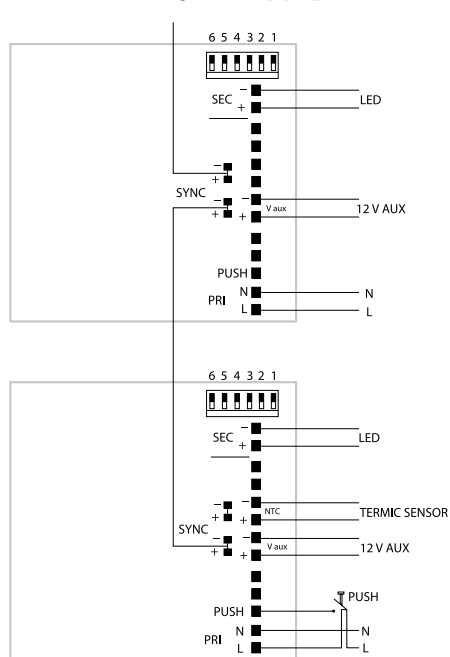 6 5 4 3 2 1
SEC - LED
+
-
+
SYNC
- - V aux 12 V AUX
+ +
PUSH
PRI N N
L L
6 5 4 3 2 1
- LED
SEC +
- - NTC TERMIC SENSOR
+ +
SYNC
- - V aux 12 V AUX
+ +
PUSH
PUSH
PRI N N
L L